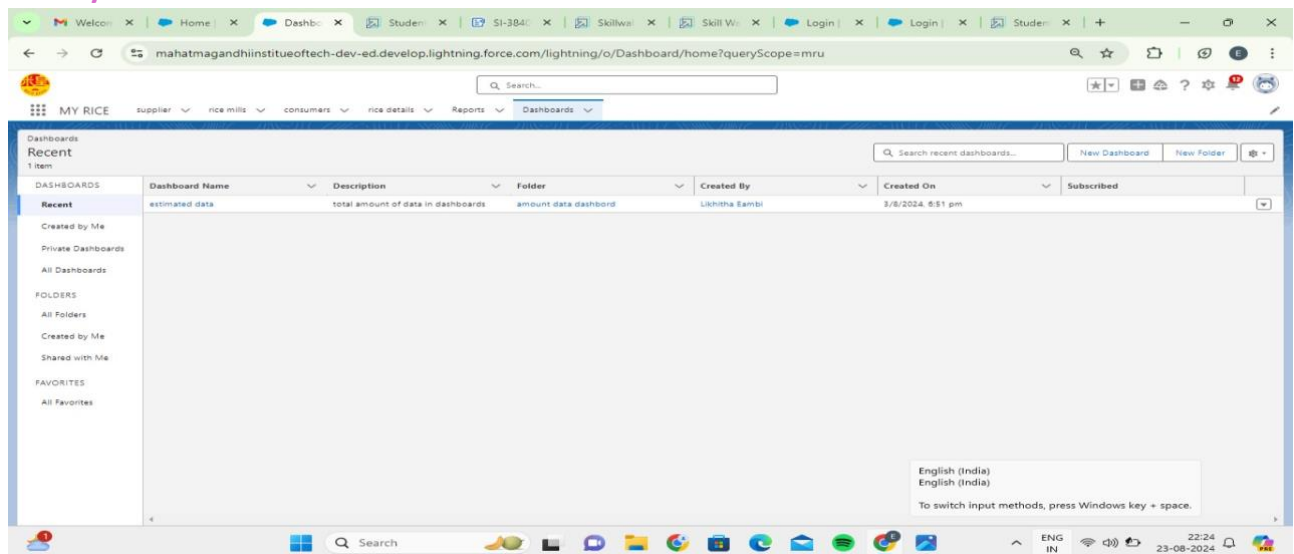 Welcom Home | Dashbo Studen SI-384 Skillwa Skill W Login | Login | Studen
mahatmagandhiinstitueoftech-dev-ed.develop.lightning.force.com/lightning/o/Dashboard/home?queryScope=mru E
Search...
MY RICE supplier rice mills consumers rice details Reports Dashboards
Dashboards
Recent
1 item
Search recent dashboards... New Dashboard New Folder
DASHBOARDS Dashboard Name Description Folder Created By Created On Subscribed
Recent estimated data total amount of data in dashboards amount data dashbord Likhitha Eambi 3/8/2024, 6:51 pm
Created by Me
Private Dashboards
All Dashboards
FOLDERS
All Folders
Created by Me
Shared with Me
FAVORITES
All Favorites
English (India)
English (India)
To switch input methods, press Windows key + space.
1 Search ENG 22:24
IN 23-08-2024